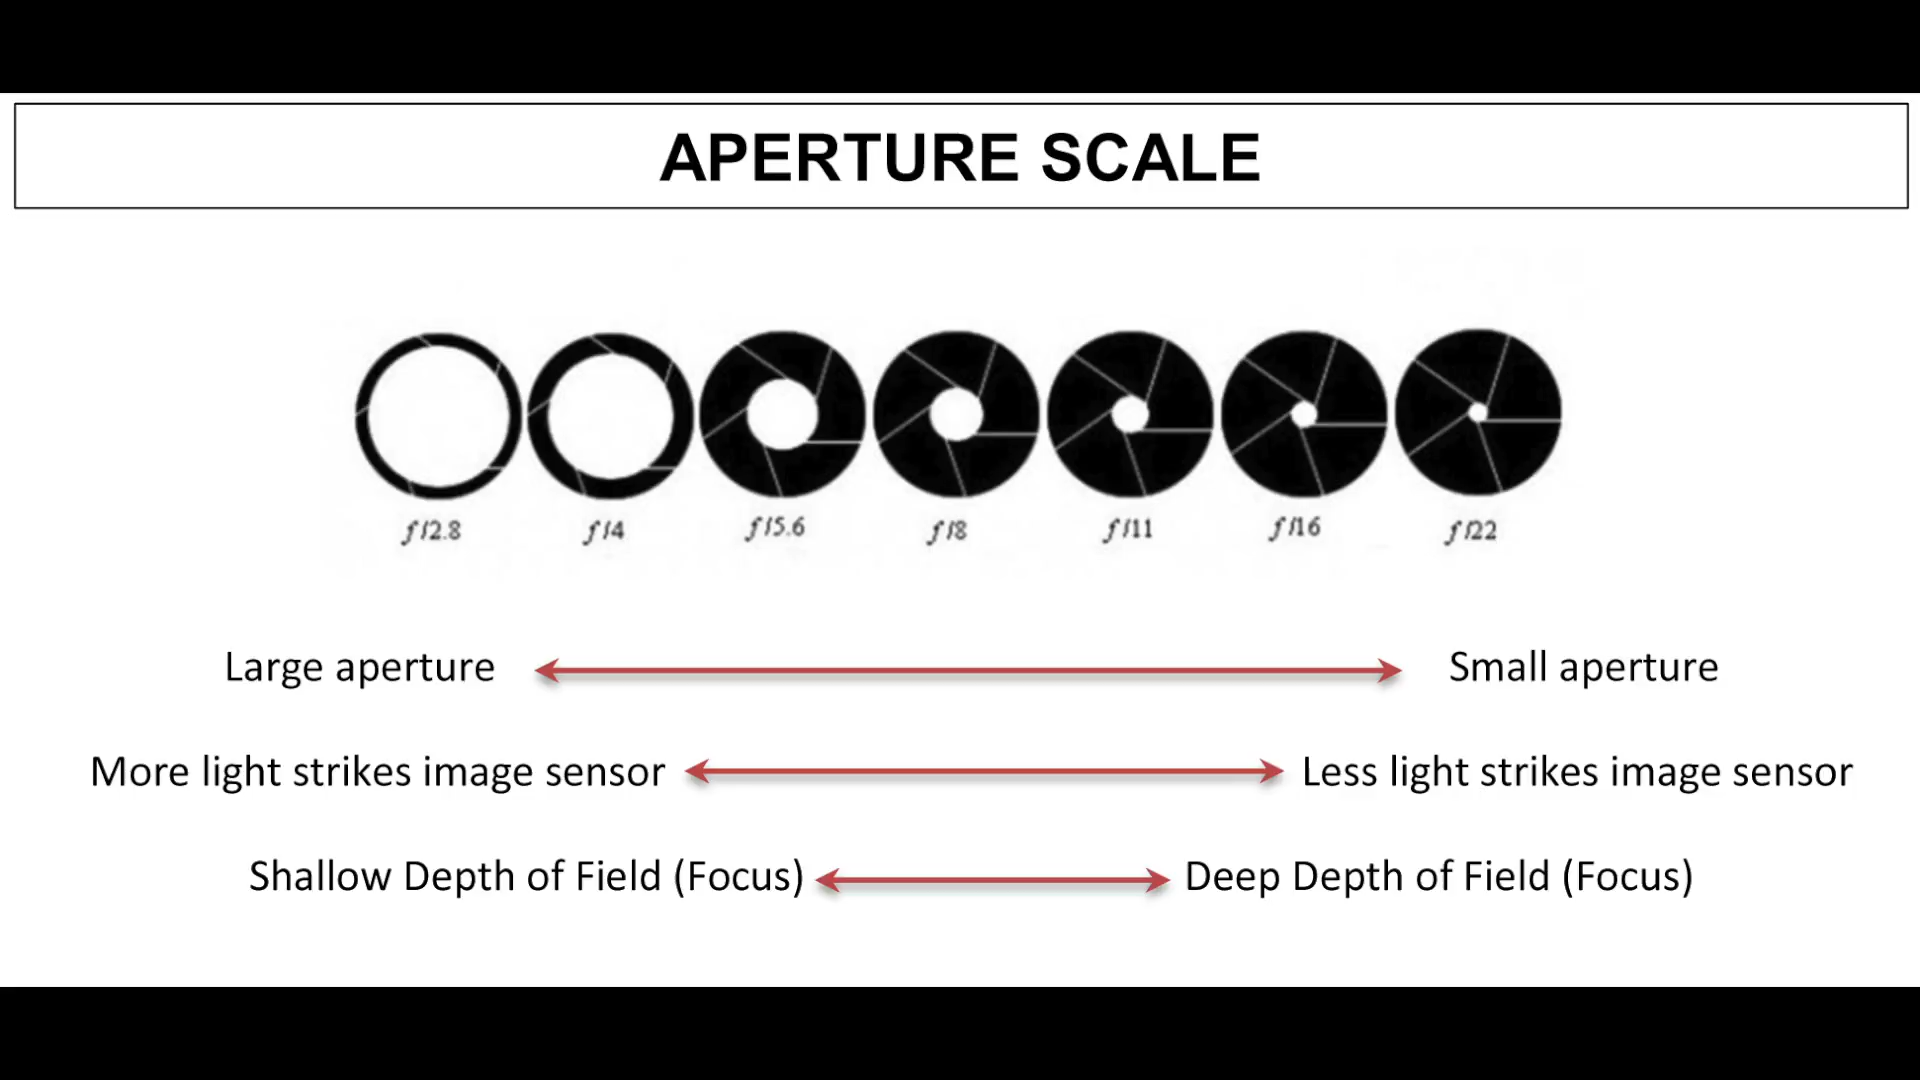 APERTURE SCALE
f/2.8 f/4 f/5.6 f/8 f/11 f/16 f/22
Large aperture Small aperture
More light strikes image sensor Less light strikes image sensor
Shallow Depth of Field (Focus) Deep Depth of Field (Focus)